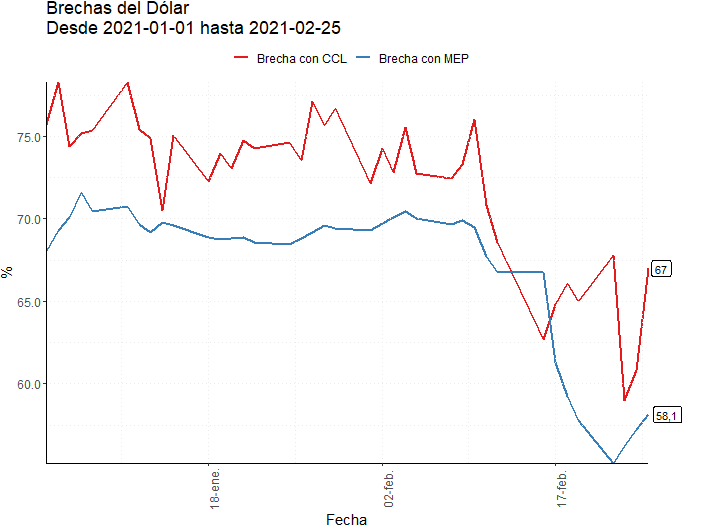 Brechas del Dólar
Desde 2021-01-01 hasta 2021-02-25
Brecha con CCL Brecha con MEP
75.0
70.0
65.0
60.0
%
67
58,1
18-ene.
02-feb.
17-feb.
Fecha